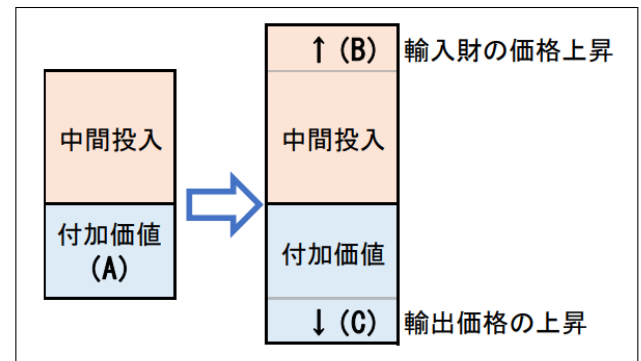 中間投入
付加価値
(A)
↑(B)
輸入財の価格上昇
中間投入
付加価値
↓(C)
輸出価格の上昇